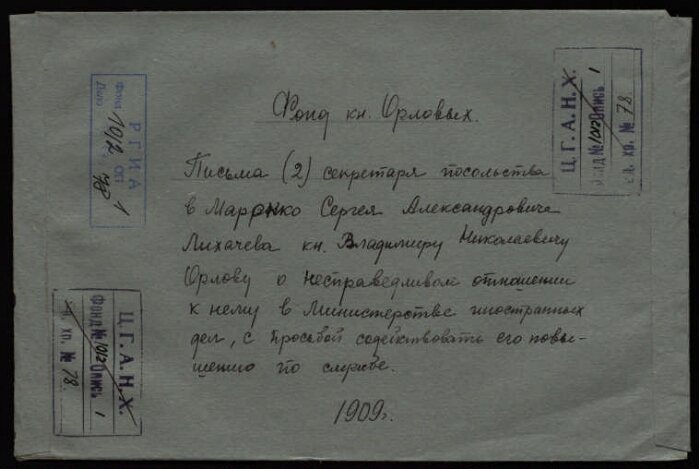 Фонд кн. Орловых.
Письма (2) секретаря посольства
в Марокко Сергея Александровича
Лихачева кн. Владимиру Николаевичу
Орлову о несправедливом отношении
к нему в Министерстве иностранных
дел, с просьбой содействовать его повы-
шению по службе.
1909г.
РГИА
Фонд 1012 оп 1
Дело 78
Ц.Г.А.Н.Х.
Фонд № 1012 Опись 1
ед. хр. № 78
Ц.Г.А.Н.Х.
Фонд № 1012 Опись 1
ед. хр. № 78.